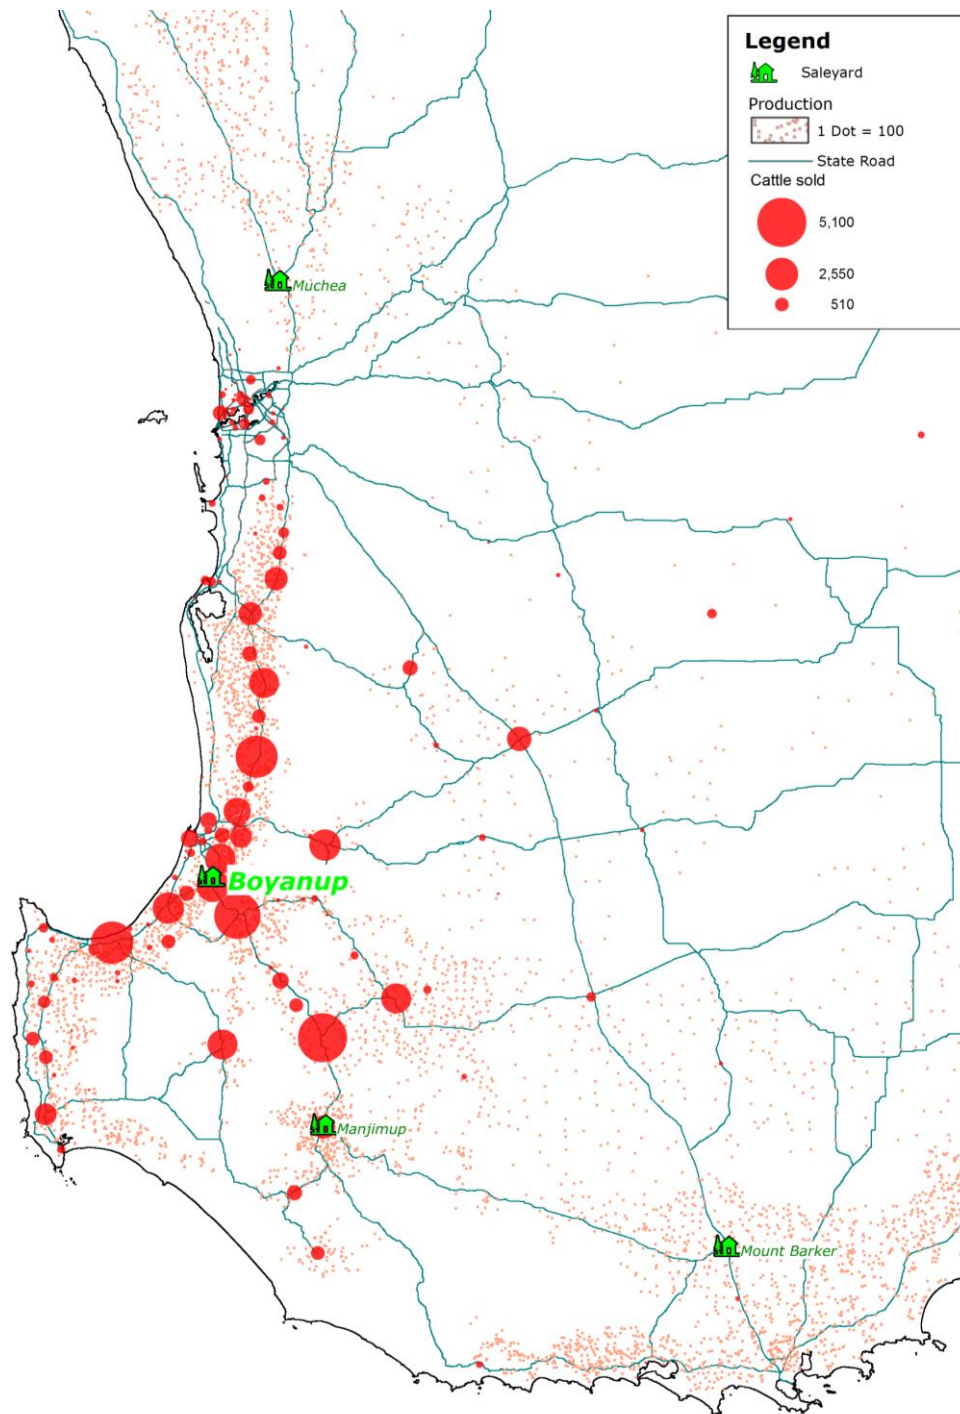 Legend
Saleyard
Production
1 Dot = 100
State Road
Cattle sold
5,100
2,550
510
Muchea
Boyanup
Manjimup
Mount Barker